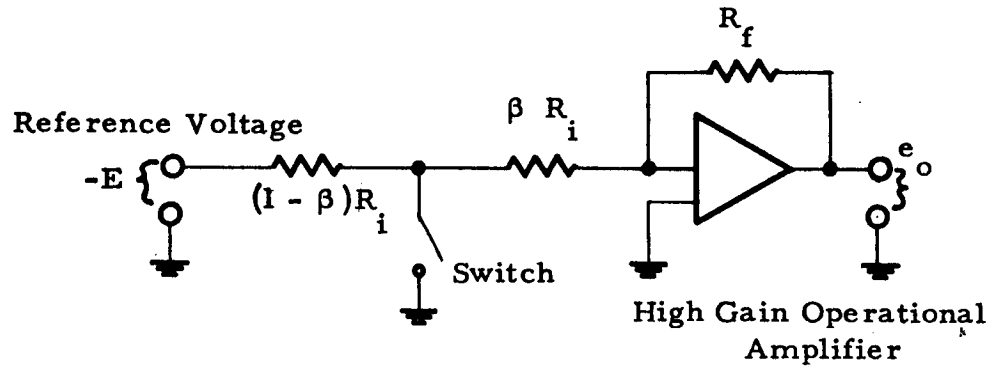 R
f
Reference Voltage
β R
i
-E
(I - β)R
i
e
o
Switch
High Gain Operational
Amplifier